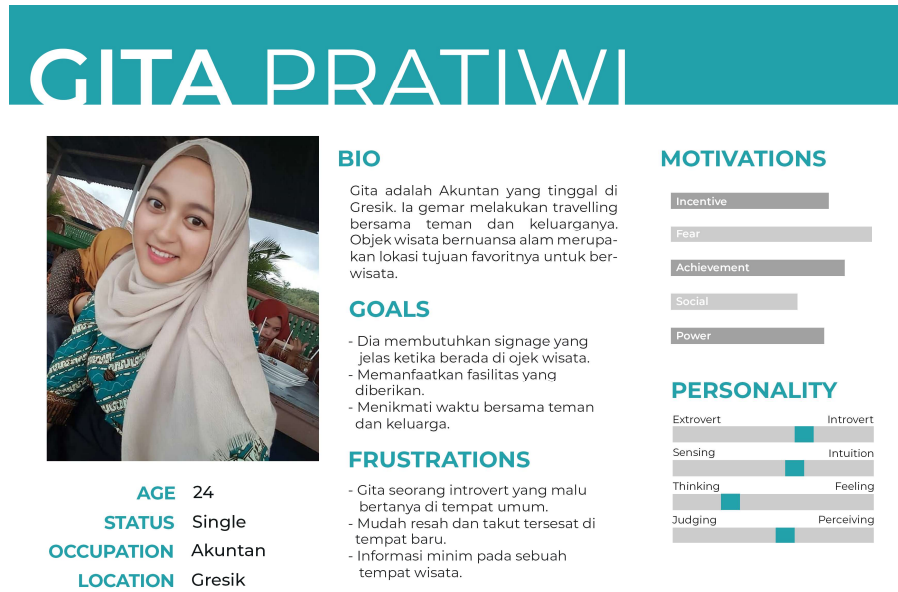 GITA PRATIWI
BIO
Gita adalah Akuntan yang tinggal di
Gresik. Ia gemar melakukan travelling
bersama teman dan keluarganya.
Objek wisata bernuansa alam merupa-
kan lokasi tujuan favoritnya untuk ber-
wisata.
GOALS
- Dia membutuhkan signage yang
jelas ketika berada di ojek wisata.
- Memanfaatkan fasilitas yang
diberikan.
- Menikmati waktu bersama teman
dan keluarga.
FRUSTRATIONS
- Gita seorang introvert yang malu
bertanya di tempat umum.
- Mudah resah dan takut tersesat di
tempat baru.
- Informasi minim pada sebuah
tempat wisata.
AGE 24
STATUS Single
OCCUPATION Akuntan
LOCATION Gresik
MOTIVATIONS
Incentive
Fear
Achievement
Social
Power
PERSONALITY
Extrovert Introvert
Sensing Intuition
Thinking Feeling
Judging Perceiving